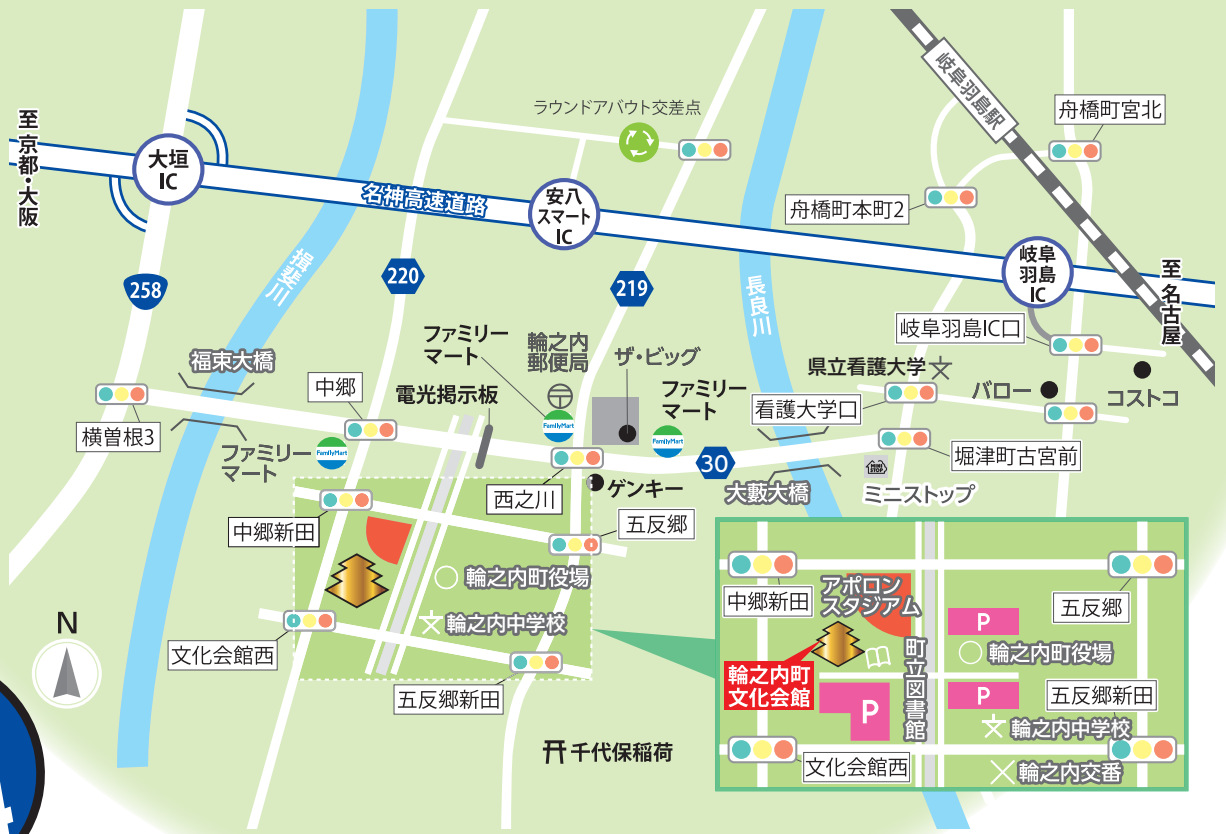 至京都・大阪
大垣
IC
名神高速道路
ラウンドアバウト交差点
安八
スマート
IC
岐阜羽島駅
舟橋町宮北
舟橋町本町2
岐阜
羽島
IC
至名古屋
258
揖斐川
220
219
長良川
岐阜羽島IC口
福束大橋
中郷
ファミリー
マート
輪之内
郵便局
ザ・ビッグ
ファミリー
マート
県立看護大学
バロー
コストコ
電光掲示板
看護大学口
横曽根3
ファミリー
マート
FamilyMart
FamilyMart
FamilyMart
30
堀津町古宮前
大藪大橋
MINI
STOP
ミニストップ
西之川
ゲンキー
中郷新田
五反郷
輪之内町役場
輪之内中学校
文化会館西
五反郷新田
千代保稲荷
N
中郷新田
アポロン
スタジアム
五反郷
P
輪之内町
文化会館
町立図書館
輪之内町役場
P
P
五反郷新田
輪之内中学校
文化会館西
輪之内交番